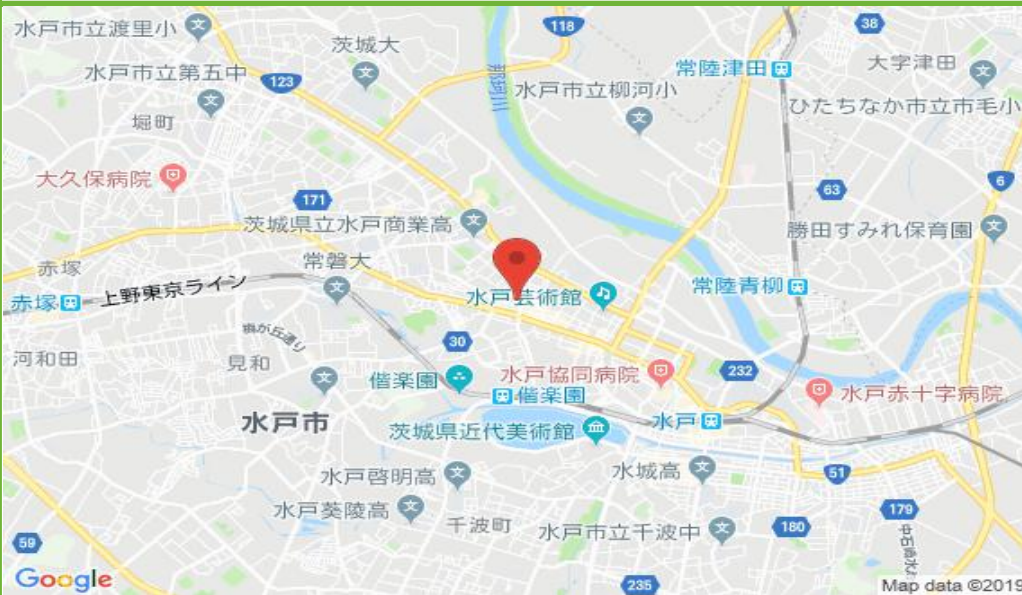 水戸市立渡里小
118
38
茨城大
常陸津田
大字津田
水戸市立第五中
123
那珂川
水戸市立柳河小
ひたちなか市立市毛小
堀町
大久保病院
171
63
6
茨城県立水戸商業高
勝田すみれ保育園
赤塚
常磐大
赤塚
上野東京ライン
水戸芸術館
常陸青柳
河和田
見和
30
232
偕楽園
水戸協同病院
水戸赤十字病院
偕楽園
水戸市
茨城県近代美術館
水戸
水戸啓明高
水城高
51
水戸葵陵高
千波町
水戸市立千波中
180
179
59
235
Google
Map data ©2019